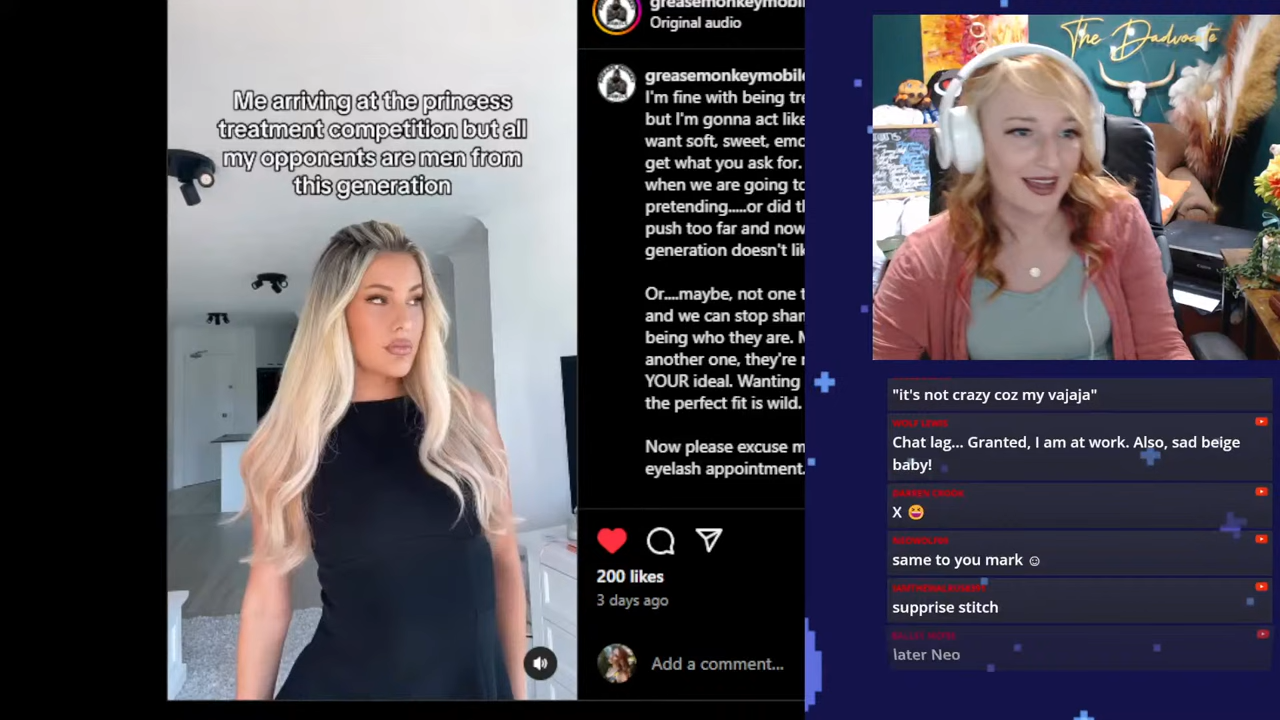 Me arriving at the princess
treatment competition but all
my opponents are men from
this generation
greasemonkeymobil
Original audio
greasemonkeymobil
I'm fine with being tre
but I'm gonna act like
want soft, sweet, emo
get what you ask for.
when we are going to
pretending.....or did th
push too far and now
generation doesn't lik
Or....maybe, not one t
and we can stop sham
being who they are. M
another one, they're n
YOUR ideal. Wanting
the perfect fit is wild.
Now please excuse m
eyelash appointment.
200 likes
3 days ago
Add a comment...
The Dadvocate
"it's not crazy coz my vajaja"
WOLF LEWIS
Chat lag... Granted, I am at work. Also, sad beige
baby!
DARREN CROOK
X 😆
NEOWOLF61
same to you mark ☺
supprise stitch
later Neo